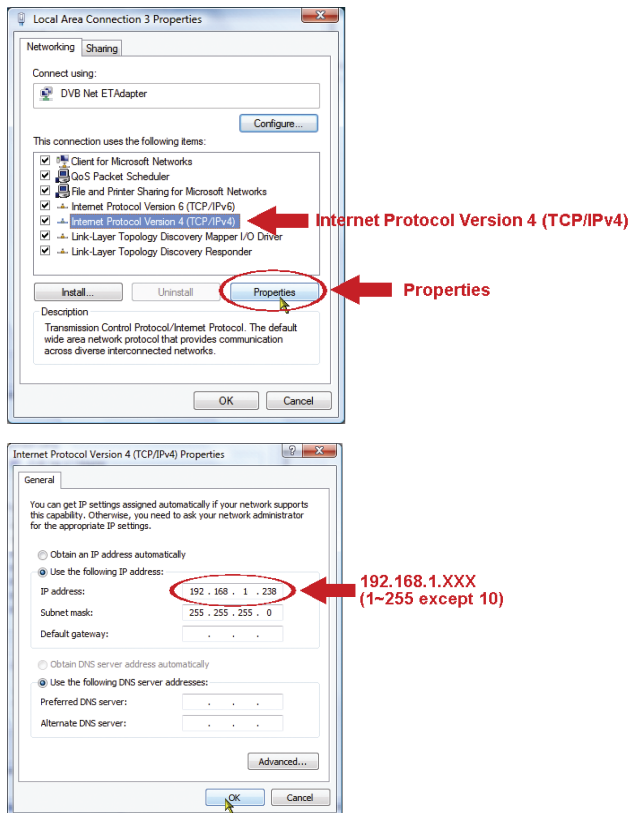 Local Area Connection 3 Properties
Networking
Sharing
Connect using:
DVB Net ETAdapter
Configure...
This connection uses the following items:
Client for Microsoft Networks
QoS Packet Scheduler
File and Printer Sharing for Microsoft Networks
Internet Protocol Version 6 (TCP/IPv6)
Internet Protocol Version 4 (TCP/IPv4)
Internet Protocol Version 4 (TCP/IPv4)
Link-Layer Topology Discovery Mapper I/O Driver
Link-Layer Topology Discovery Responder
Install...
Uninstall
Properties
Properties
Description
Transmission Control Protocol/Internet Protocol. The default
wide area network protocol that provides communication
across diverse interconnected networks.
OK
Cancel
Internet Protocol Version 4 (TCP/IPv4) Properties
General
You can get IP settings assigned automatically if your network supports
this capability. Otherwise, you need to ask your network administrator
for the appropriate IP settings.
Obtain an IP address automatically
Use the following IP address:
IP address:
192 . 168 . 1 . 238
192.168.1.XXX
(1~255 except 10)
Subnet mask:
255 . 255 . 255 . 0
Default gateway:
. . .
Obtain DNS server address automatically
Use the following DNS server addresses:
Preferred DNS server:
. . .
Alternate DNS server:
. . .
Advanced...
OK
Cancel